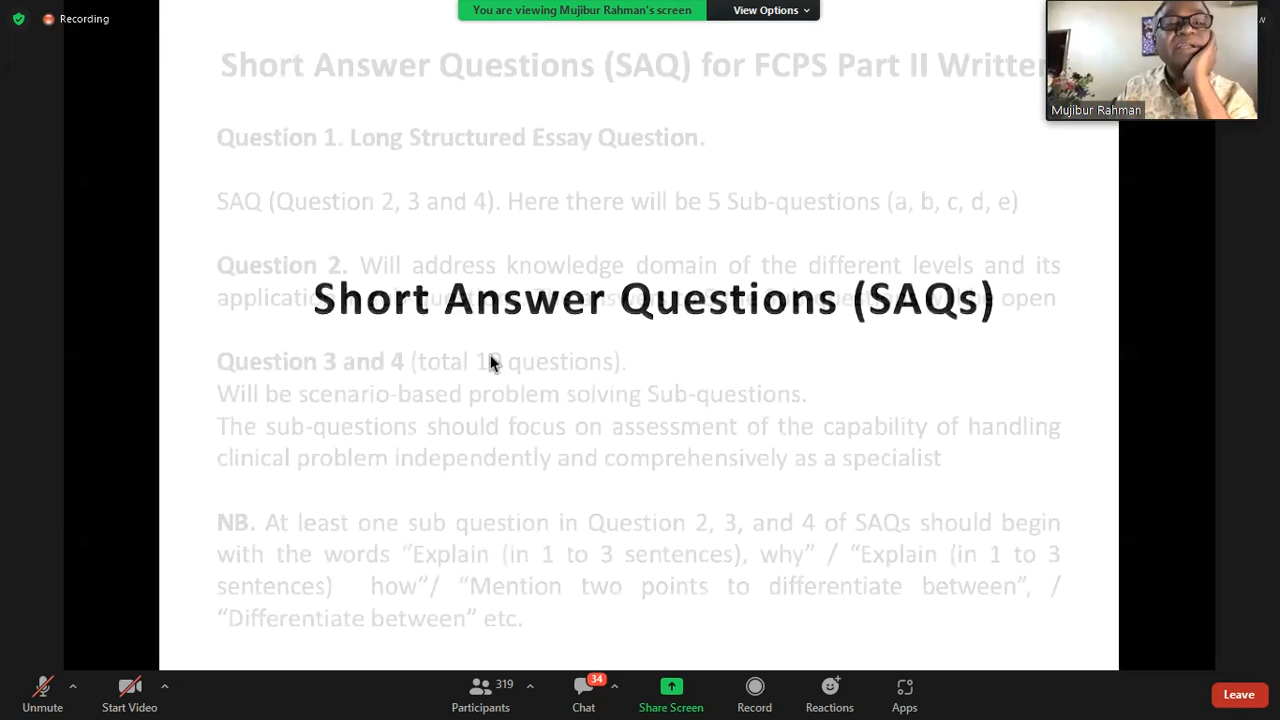 Recording
You are viewing Mujibur Rahman's screen
View Options
Short Answer Questions (SAQ) for FCPS Part II Written
Mujibur Rahman
Question 1. Long Structured Essay Question.
SAQ (Question 2, 3 and 4). Here there will be 5 Sub-questions (a, b, c, d, e)
Question 2. Will address knowledge domain of the different levels and its
open
Short Answer Questions (SAQs)
Question 3 and 4 (total 10 questions).
Will be scenario-based problem solving Sub-questions.
The sub-questions should focus on assessment of the capability of handling
clinical problem independently and comprehensively as a specialist
NB. At least one sub question in Question 2, 3, and 4 of SAQs should begin
with the words “Explain (in 1 to 3 sentences), why” / “Explain (in 1 to 3
sentences) how”/ “Mention two points to differentiate between”, /
“Differentiate between” etc.
Unmute
Start Video
319
Participants
34
Chat
Share Screen
Record
Reactions
Apps
Leave